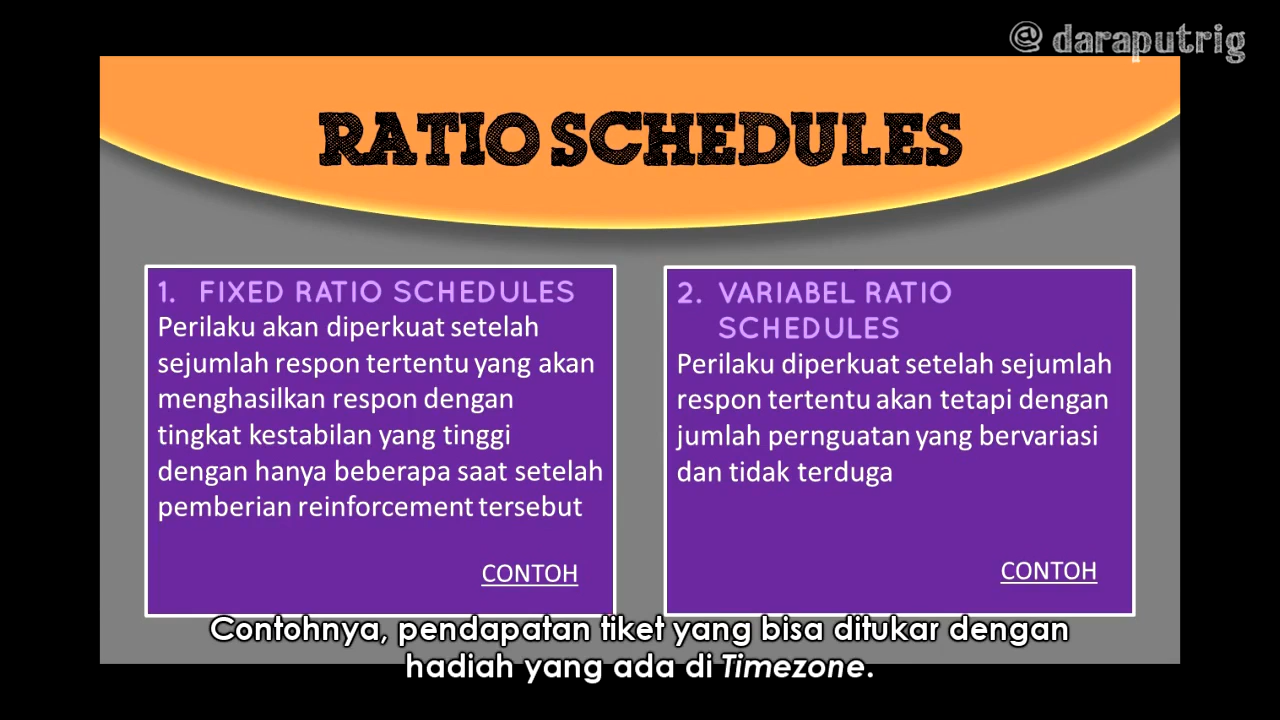 @ daraputrig
RATIO SCHEDULES
1. FIXED RATIO SCHEDULES
Perilaku akan diperkuat setelah
sejumlah respon tertentu yang akan
menghasilkan respon dengan
tingkat kestabilan yang tinggi
dengan hanya beberapa saat setelah
pemberian reinforcement tersebut
CONTOH
2. VARIABEL RATIO
SCHEDULES
Perilaku diperkuat setelah sejumlah
respon tertentu akan tetapi dengan
jumlah pernguatan yang bervariasi
dan tidak terduga
CONTOH
Contohnya, pendapatan tiket yang bisa ditukar dengan
hadiah yang ada di Timezone.